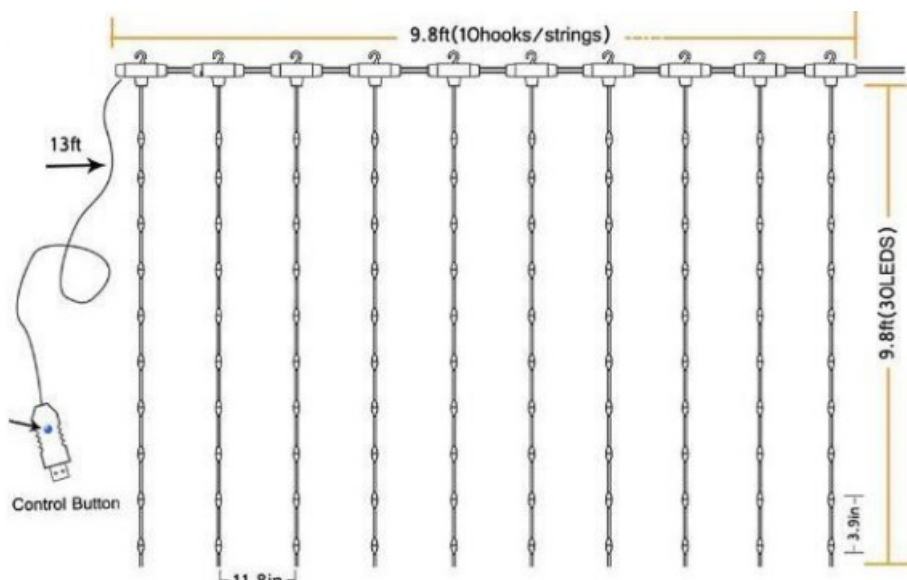 9.8ft(10hooks/strings)
13ft
9.8ft(30LEDS)
Control Button
3.9in
11.8in